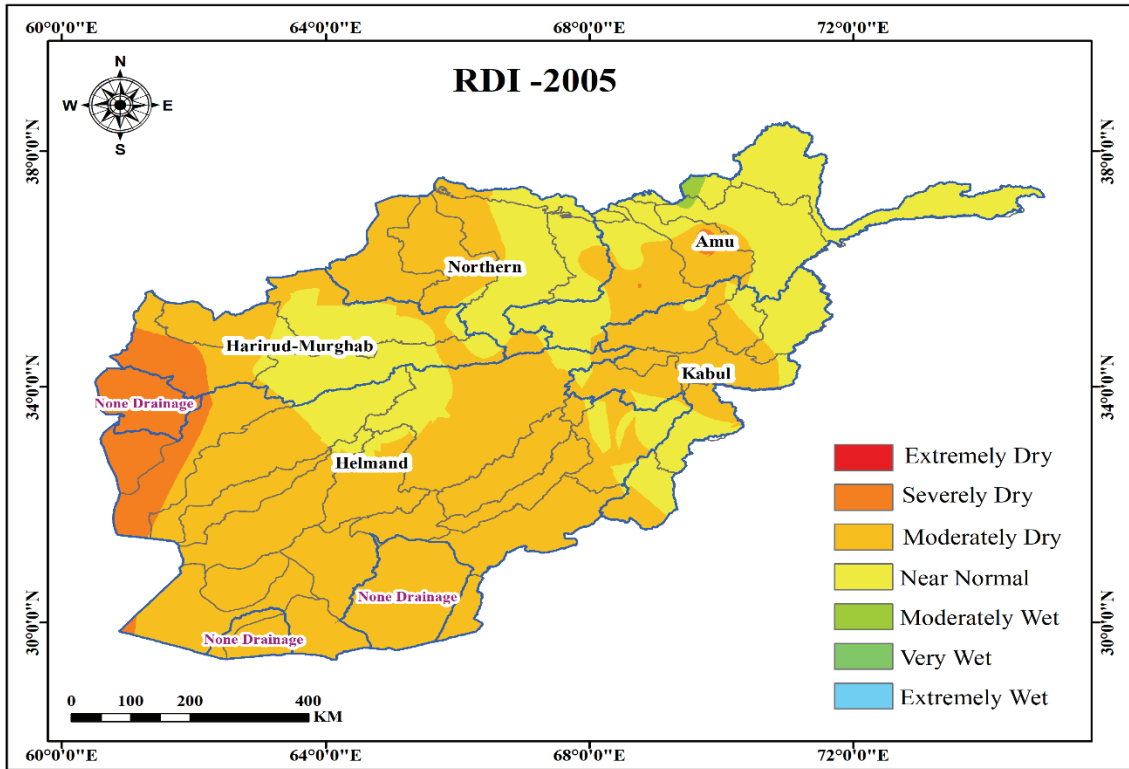 60°0'0"E 64°0'0"E 68°0'0"E 72°0'0"E
N
W E
S
RDI -2005
38°0'0"N 38°0'0"N
Amu
Northern
Harirud-Murghab
Kabul
34°0'0"N 34°0'0"N
None Drainage
Helmand
Extremely Dry
Severely Dry
Moderately Dry
Near Normal
None Drainage
Moderately Wet
30°0'0"N 30°0'0"N
None Drainage
Very Wet
Extremely Wet
0 100 200 400
KM
60°0'0"E 64°0'0"E 68°0'0"E 72°0'0"E